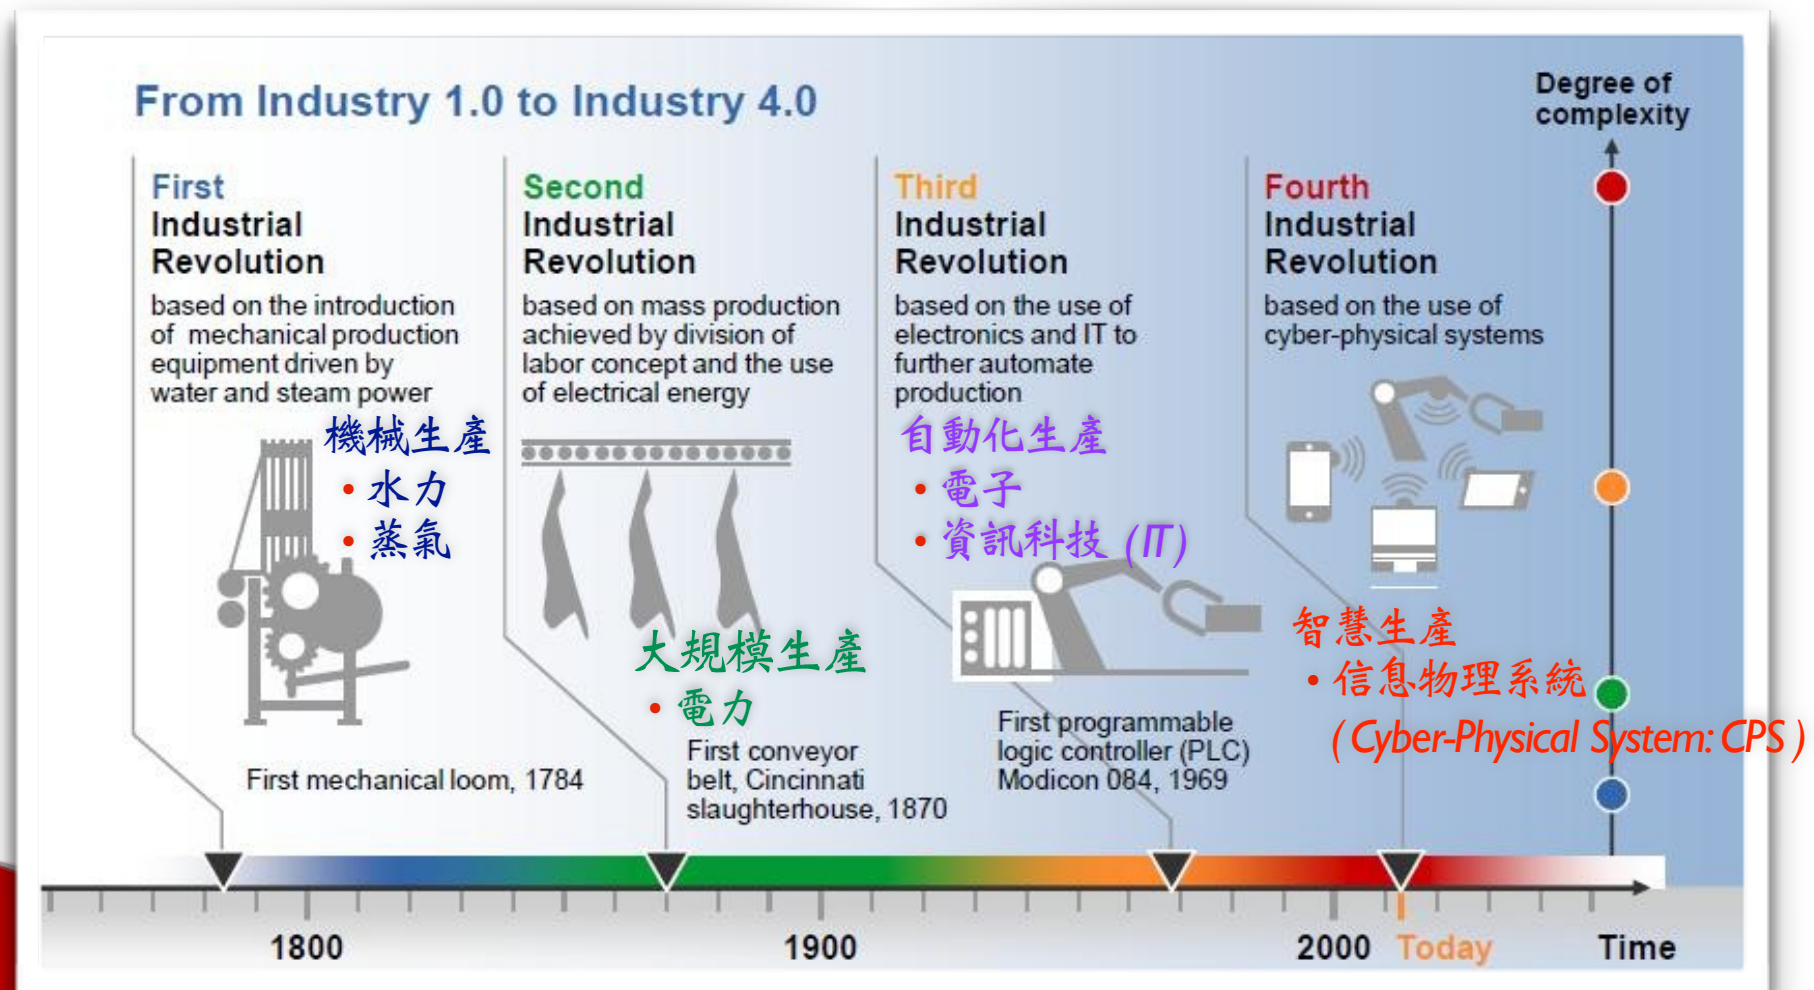 From Industry 1.0 to Industry 4.0
Degree of
complexity
First
Industrial
Revolution
based on the introduction
of mechanical production
equipment driven by
water and steam power
機械生產
• 水力
• 蒸氣
First mechanical loom, 1784
Second
Industrial
Revolution
based on mass production
achieved by division of
labor concept and the use
of electrical energy
大規模生產
• 電力
First conveyor
belt, Cincinnati
slaughterhouse, 1870
Third
Industrial
Revolution
based on the use of
electronics and IT to
further automate
production
自動化生產
• 電子
• 資訊科技 (IT)
First programmable
logic controller (PLC)
Modicon 084, 1969
Fourth
Industrial
Revolution
based on the use of
cyber-physical systems
智慧生產
• 信息物理系統
( Cyber-Physical System: CPS )
1800
1900
2000
Today
Time